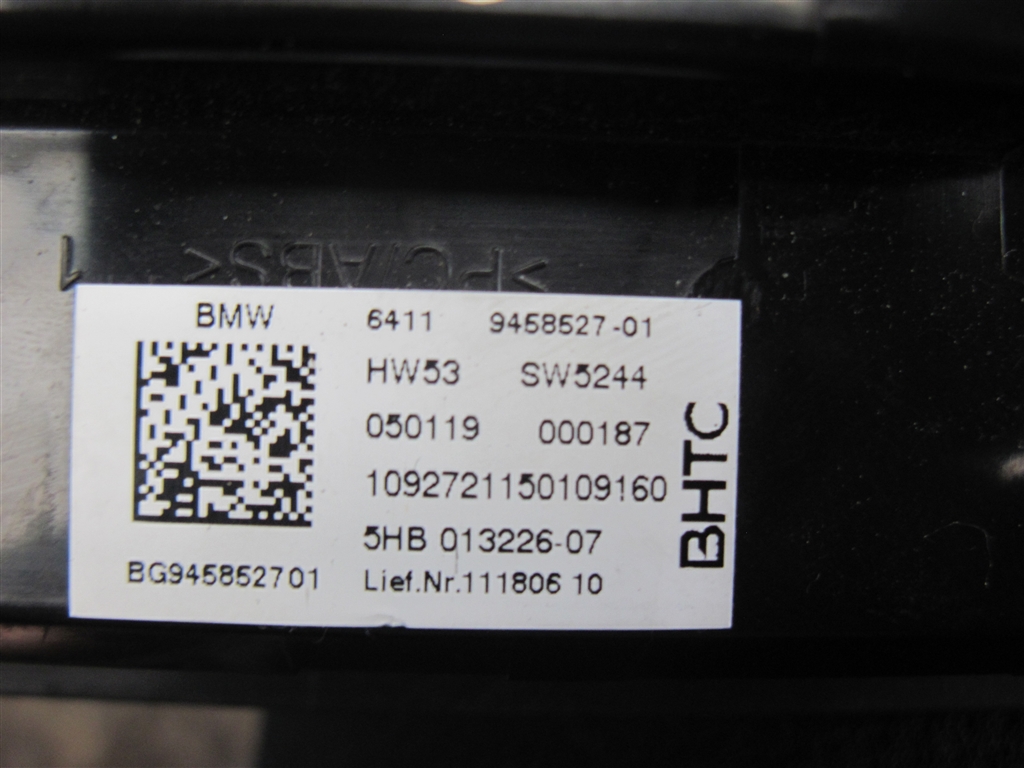 1
>PC/ABS<
BMW
6411 9458527-01
HW53 SW5244
050119 000187
1092721150109160
5HB 013226-07
BG945852701
Lief.Nr.111806 10
BHTC